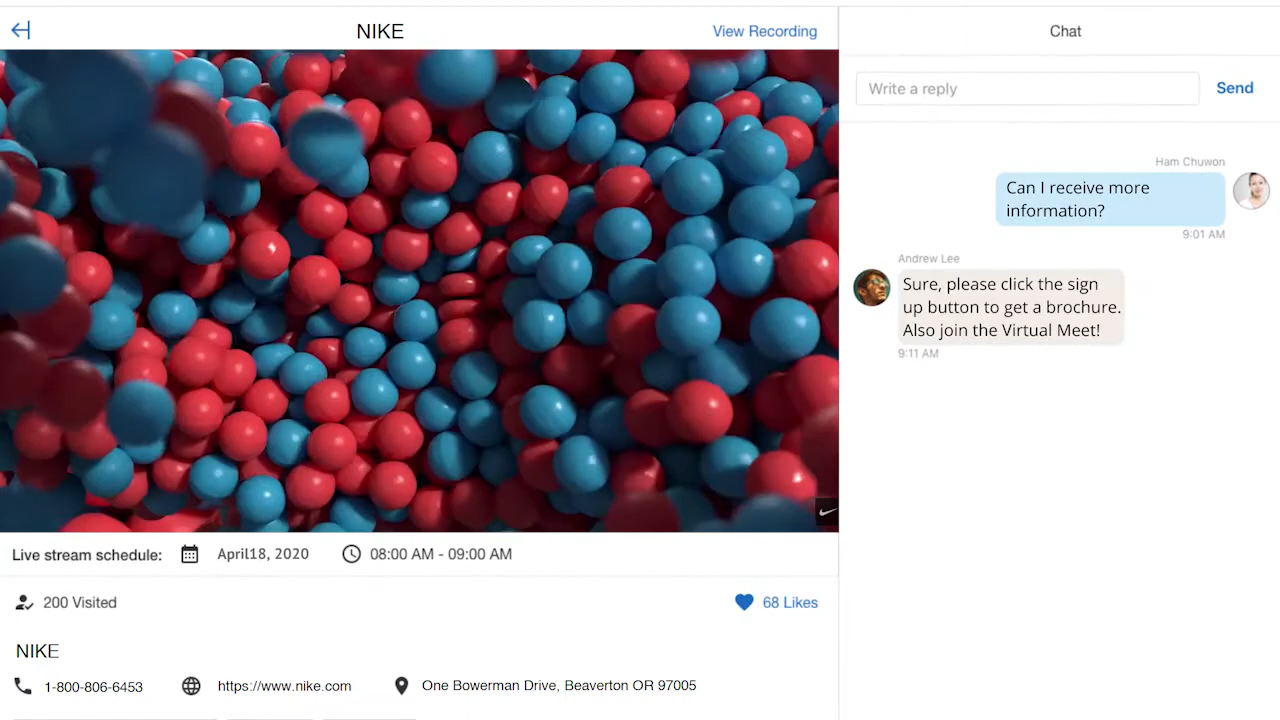 NIKE
View Recording
Live stream schedule:
April18, 2020
08:00 AM - 09:00 AM
200 Visited
68 Likes
NIKE
1-800-806-6453
https://www.nike.com
One Bowerman Drive, Beaverton OR 97005
Chat
Write a reply
Send
Ham Chuwon
Can I receive more
information?
9:01 AM
Andrew Lee
Sure, please click the sign
up button to get a brochure.
Also join the Virtual Meet!
9:11 AM